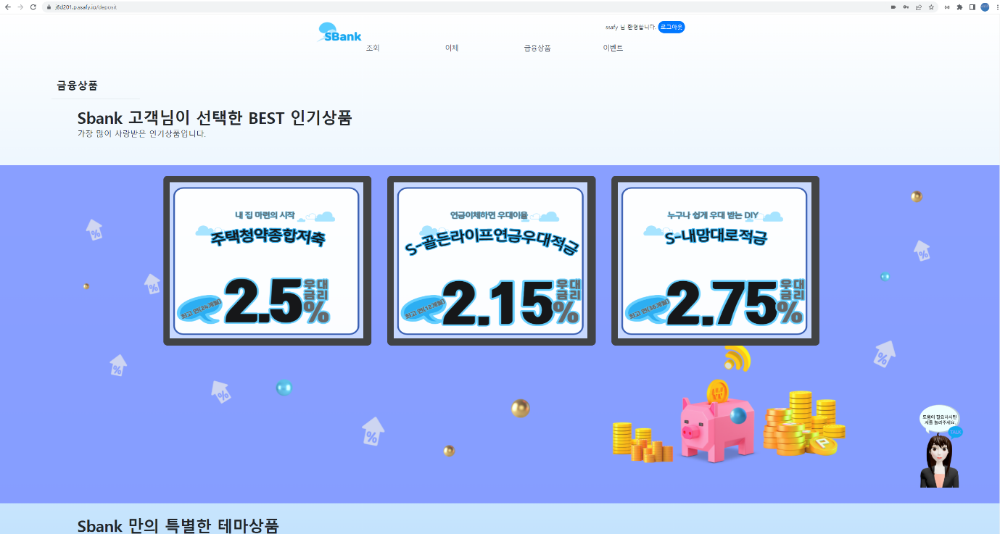 j6d201.p.ssafy.io/deposit
SBank
ssafy 님 환영합니다. 로그아웃
조회 이체 금융상품 이벤트
금융상품
Sbank 고객님이 선택한 BEST 인기상품
가장 많이 사랑받은 인기상품입니다.
내 집 마련의 시작
주택청약종합저축
최고 연(24개월)
2.5%
우대
금리
연금이체하면 우대이율
S-골든라이프연금우대적금
최고 연(12개월)
2.15%
우대
금리
누구나 쉽게 우대 받는 DIY
S-내맘대로적금
최고 연(36개월)
2.75%
우대
금리
%
%
%
%
%
%
%
도움이 필요하시면
저를 눌러주세요.
TALK
Sbank 만의 특별한 테마상품